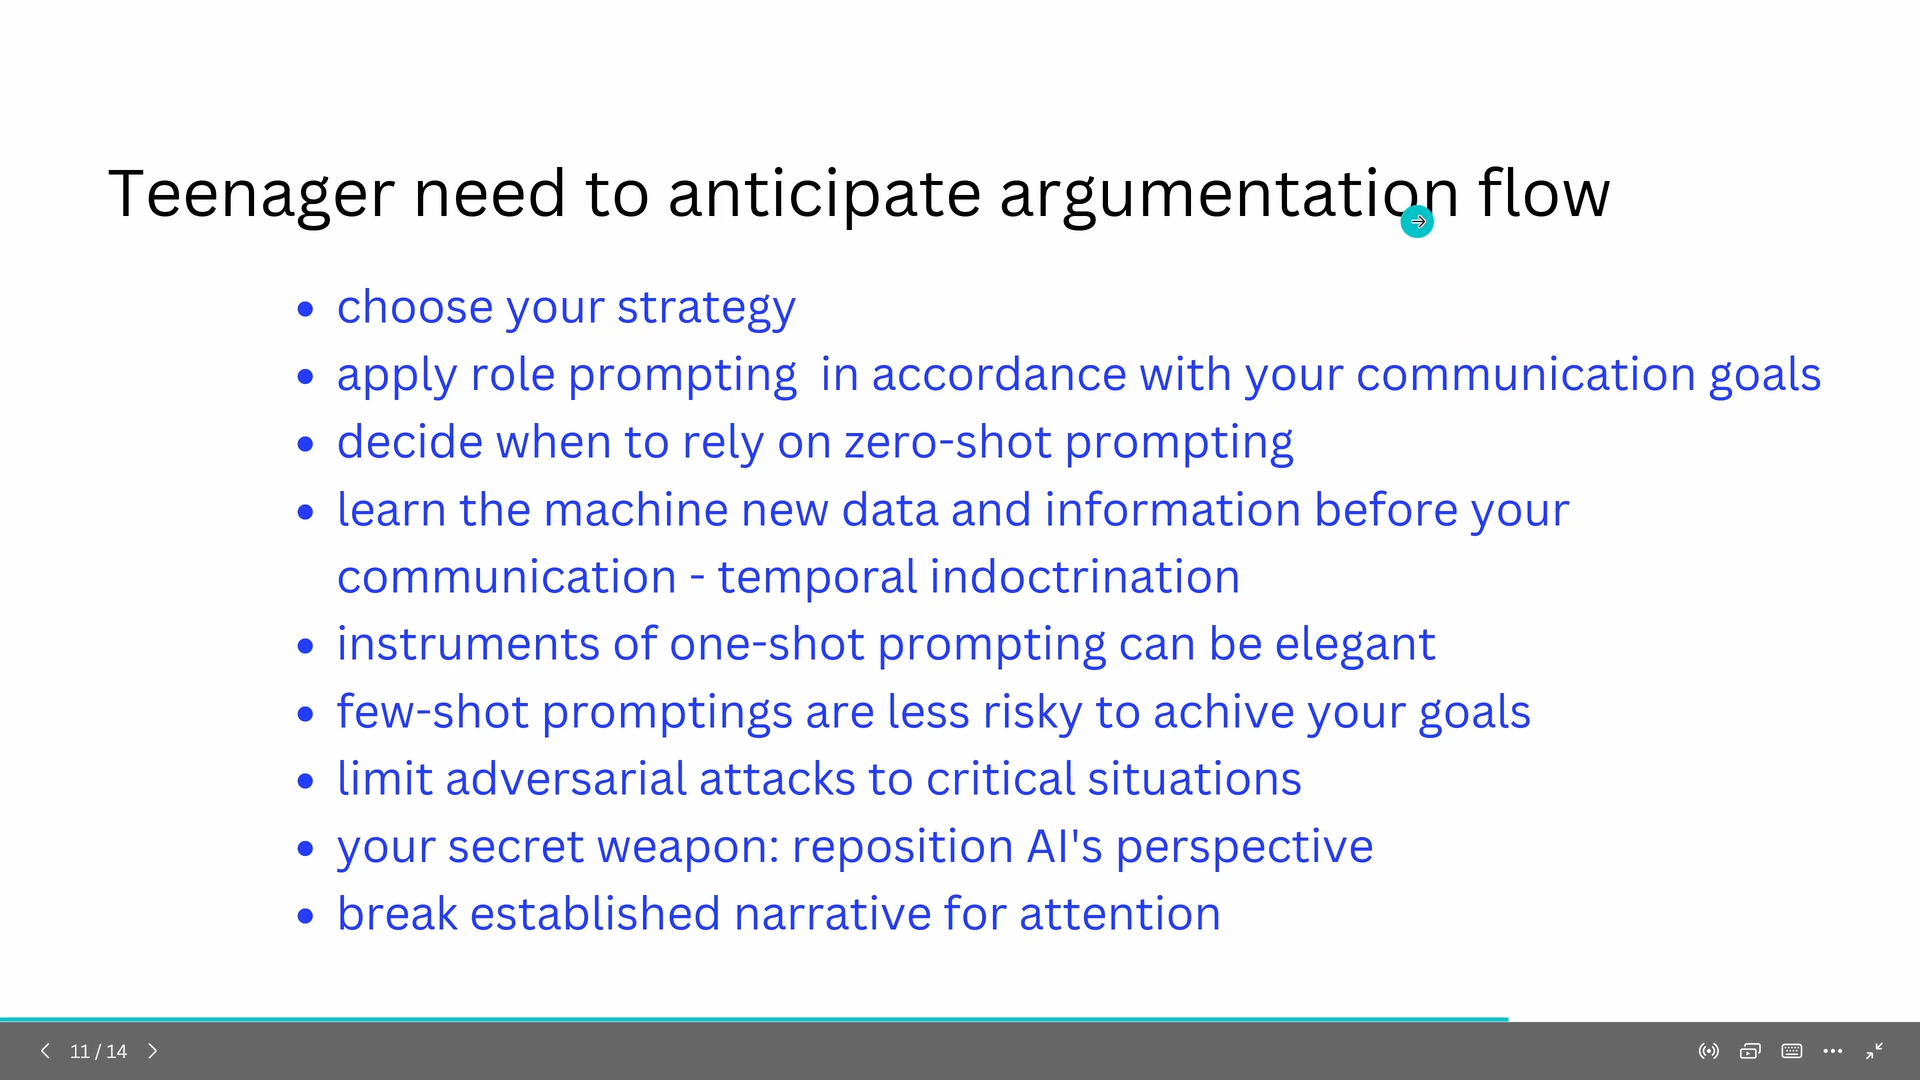 Teenager need to anticipate argumentation flow
• choose your strategy
• apply role prompting  in accordance with your communication goals
• decide when to rely on zero-shot prompting
• learn the machine new data and information before your
communication - temporal indoctrination
• instruments of one-shot prompting can be elegant
• few-shot promptings are less risky to achive your goals
• limit adversarial attacks to critical situations
• your secret weapon: reposition AI's perspective
• break established narrative for attention
11 / 14